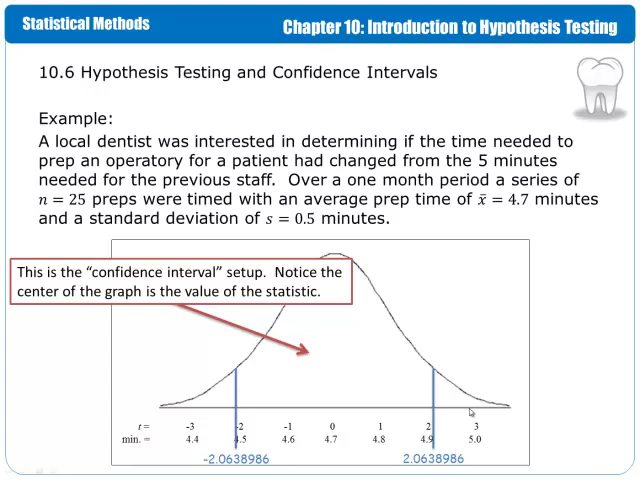 Statistical Methods
Chapter 10: Introduction to Hypothesis Testing
10.6 Hypothesis Testing and Confidence Intervals
Example:
A local dentist was interested in determining if the time needed to
prep an operatory for a patient had changed from the 5 minutes
needed for the previous staff.  Over a one month period a series of
n = 25 preps were timed with an average prep time of x̄ = 4.7 minutes
and a standard deviation of s = 0.5 minutes.
This is the “confidence interval” setup.  Notice the
center of the graph is the value of the statistic.
t = -3 -2 -1 0 1 2 3
min. = 4.4 4.5 4.6 4.7 4.8 4.9 5.0
-2.0638986 2.0638986